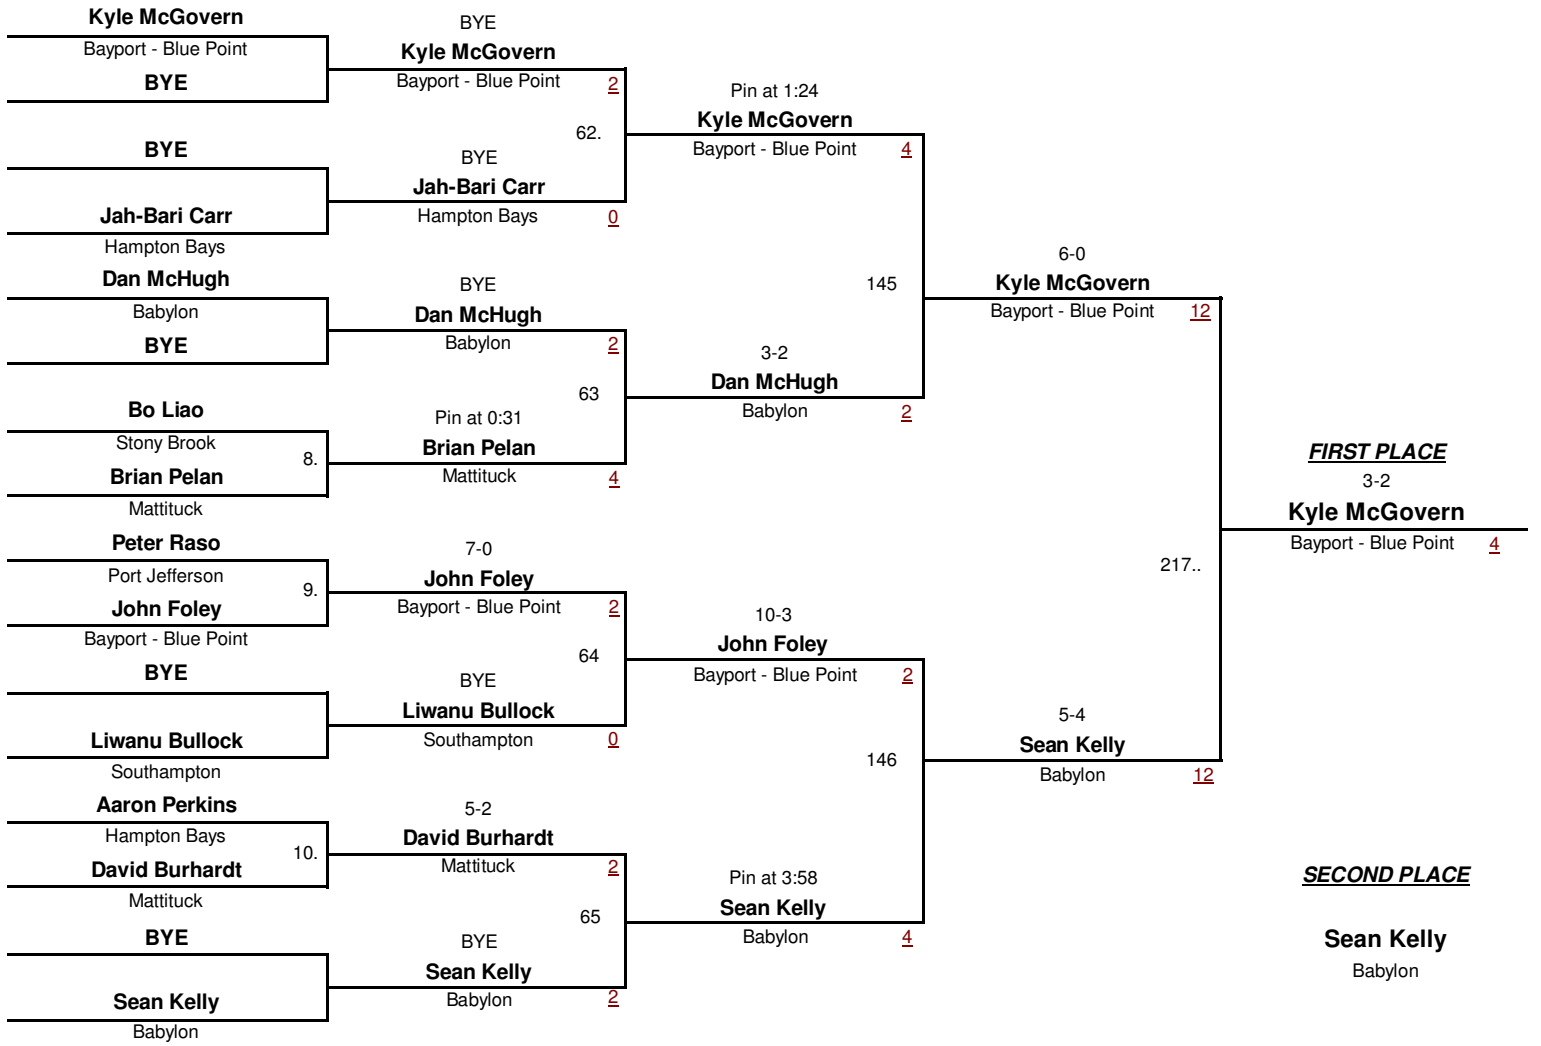 Kyle McGovern
Bayport - Blue Point
BYE
BYE
Jah-Bari Carr
Hampton Bays
Dan McHugh
Babylon
BYE
Bo Liao
Stony Brook
8.
Brian Pelan
Mattituck
Peter Raso
Port Jefferson
9.
John Foley
Bayport - Blue Point
BYE
Liwanu Bullock
Southampton
Aaron Perkins
Hampton Bays
10.
David Burhardt
Mattituck
BYE
Sean Kelly
Babylon
BYE
Kyle McGovern
Bayport - Blue Point 2
62.
BYE
Jah-Bari Carr
Hampton Bays 0
BYE
Dan McHugh
Babylon 2
63
Pin at 0:31
Brian Pelan
Mattituck 4
7-0
John Foley
Bayport - Blue Point 2
64
BYE
Liwanu Bullock
Southampton 0
5-2
David Burhardt
Mattituck 2
65
BYE
Sean Kelly
Babylon 2
Pin at 1:24
Kyle McGovern
Bayport - Blue Point 4
145
3-2
Dan McHugh
Babylon 2
10-3
John Foley
Bayport - Blue Point 2
146
Pin at 3:58
Sean Kelly
Babylon 4
6-0
Kyle McGovern
Bayport - Blue Point 12
217..
5-4
Sean Kelly
Babylon 12
FIRST PLACE
3-2
Kyle McGovern
Bayport - Blue Point 4
SECOND PLACE
Sean Kelly
Babylon